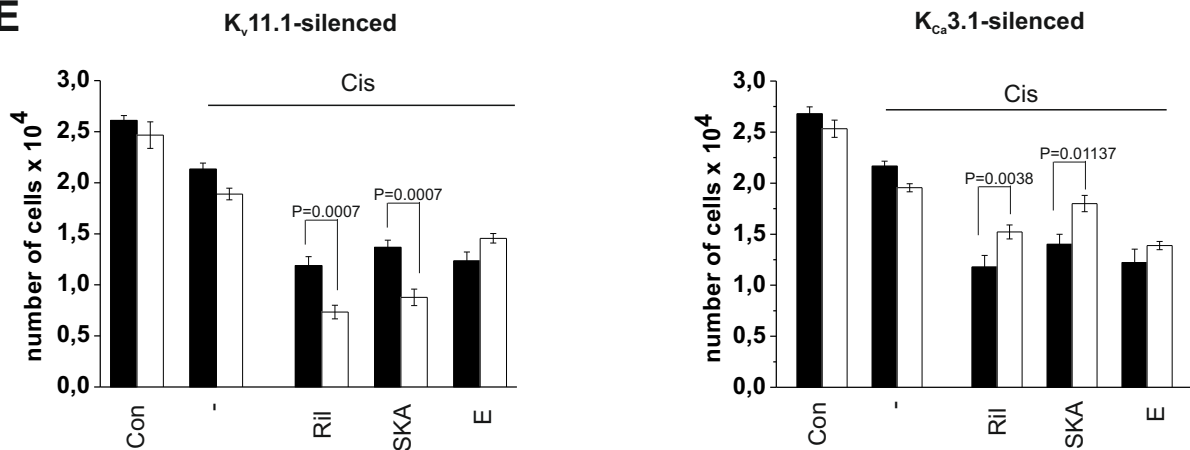 E
Kv11.1-silenced
Cis
number of cells x 10⁴
3,0
2,5
2,0
1,5
1,0
0,5
0,0
P=0.0007
P=0.0007
Con
-
Ril
SKA
E
KCa3.1-silenced
Cis
number of cells x 10⁴
3,0
2,5
2,0
1,5
1,0
0,5
0,0
P=0.0038
P=0.01137
Con
-
Ril
SKA
E